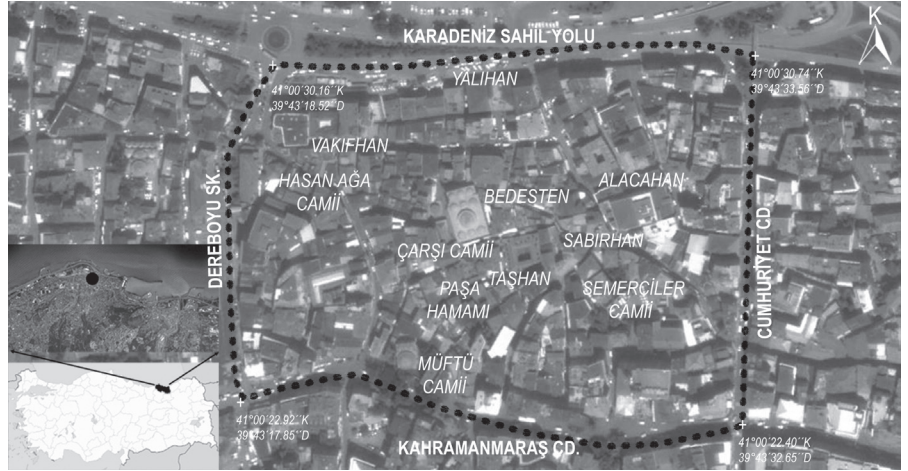 K
KARADENİZ SAHİL YOLU
YALIHAN
41°00´30.16´´K
39°43´18.52´´D
41°00´30.74´´K
39°43´33.56´´D
VAKIFHAN
HASAN AĞA
CAMİİ
BEDESTEN
ALACAHAN
DEREBOYU SK.
ÇARŞI CAMİİ
SABIRHAN
CUMHURİYET CD.
PAŞA
HAMAMI
TAŞHAN
SEMERCİLER
CAMİİ
MÜFTÜ
CAMİİ
41°00´22.92´´K
39°43´17.85´´D
KAHRAMANMARAŞ CD.
41°00´22.40´´K
39°43´32.65´´D